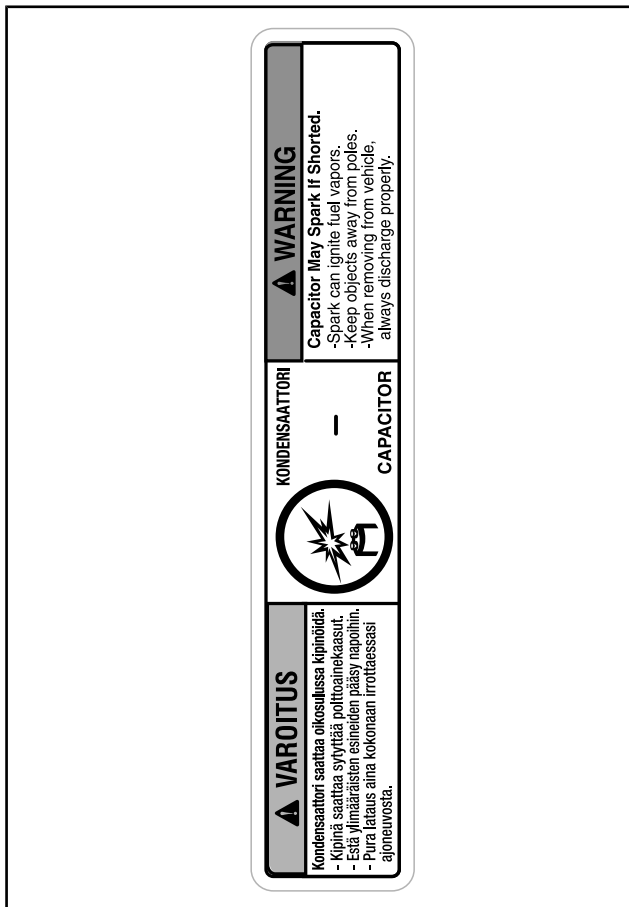 VAROITUS
Kondensaattori saattaa oikosulussa kipinöidä.
- Kipinä saattaa sytyttää polttoainekaasut.
- Estä ylimääräisten esineiden pääsy napoihin.
- Pura lataus aina kokonaan irrottaessasi
ajoneuvosta.
KONDENSAATTORI
–
CAPACITOR
WARNING
Capacitor May Spark If Shorted.
-Spark can ignite fuel vapors.
-Keep objects away from poles.
-When removing from vehicle,
always discharge properly.